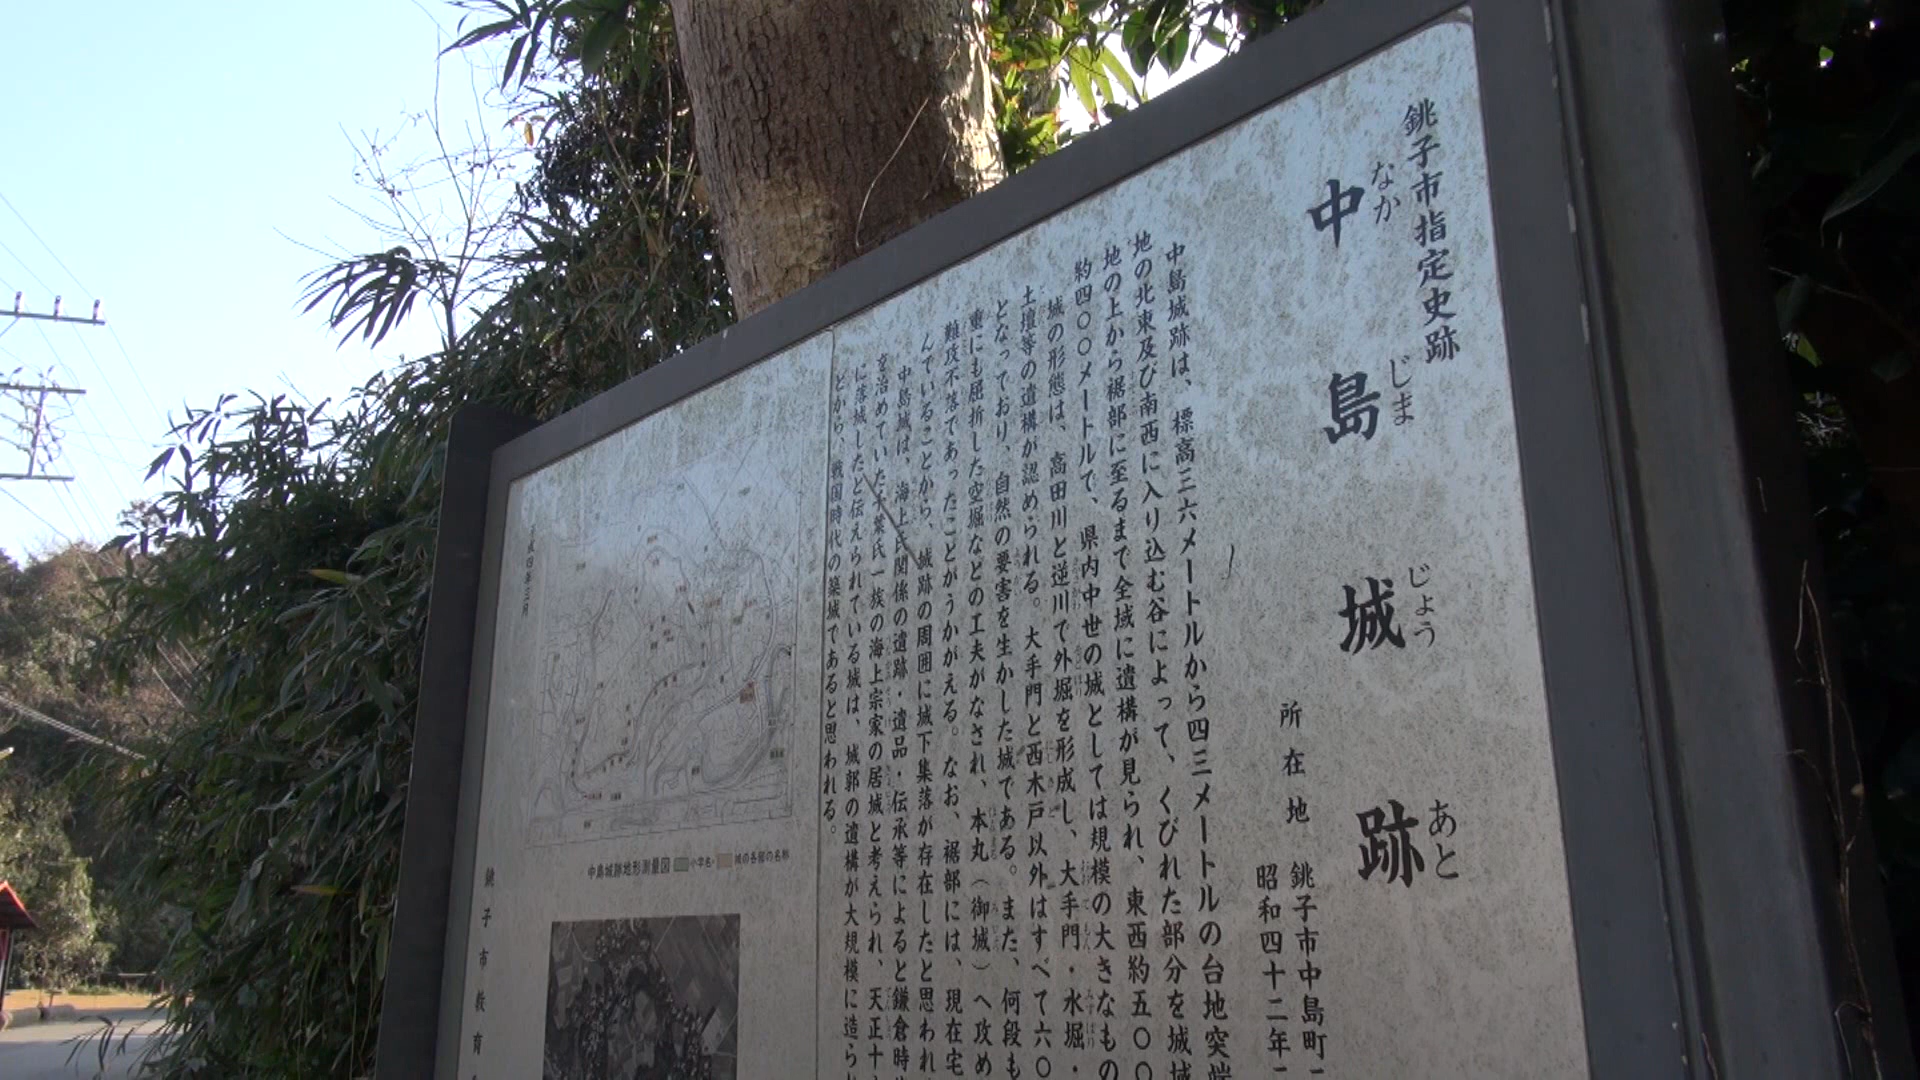 銚子市指定史跡
なか じま じょう あと
中島城跡
所在地 銚子市中島町
昭和四十二年
中島城跡は、標高三六メートルから四三メートルの台地突端
地の北東及び南西に入り込む谷によって、くびれた部分を城域
地の上から裾部に至るまで全域に遺構が見られ、東西約五〇〇
約四〇〇メートルで、県内中世の城としては規模の大きなもの
城の形態は、高田川と逆川で外堀を形成し、大手門・水堀・
土壇等の遺構が認められる。大手門と西木戸以外はすべて六〇
となっており、自然の要害を生かした城である。また、何段も
重にも屈折した空堀などの工夫がなされ、本丸(御城)へ攻め
難攻不落であったことがうかがえる。なお、裾部には、現在宅
んでいることから、城跡の周囲に城下集落が存在したと思われ
中島城は、海上氏関係の遺跡・遺品・伝承等によると鎌倉時
を治めていた千葉氏一族の海上宗家の居城と考えられ、天正十
に落城したと伝えられている城は、城郭の遺構が大規模に造ら
とから、戦国時代の築城であると思われる。
中島城跡地形測量図 小字名・ 城の各部の名称
銚子市教育